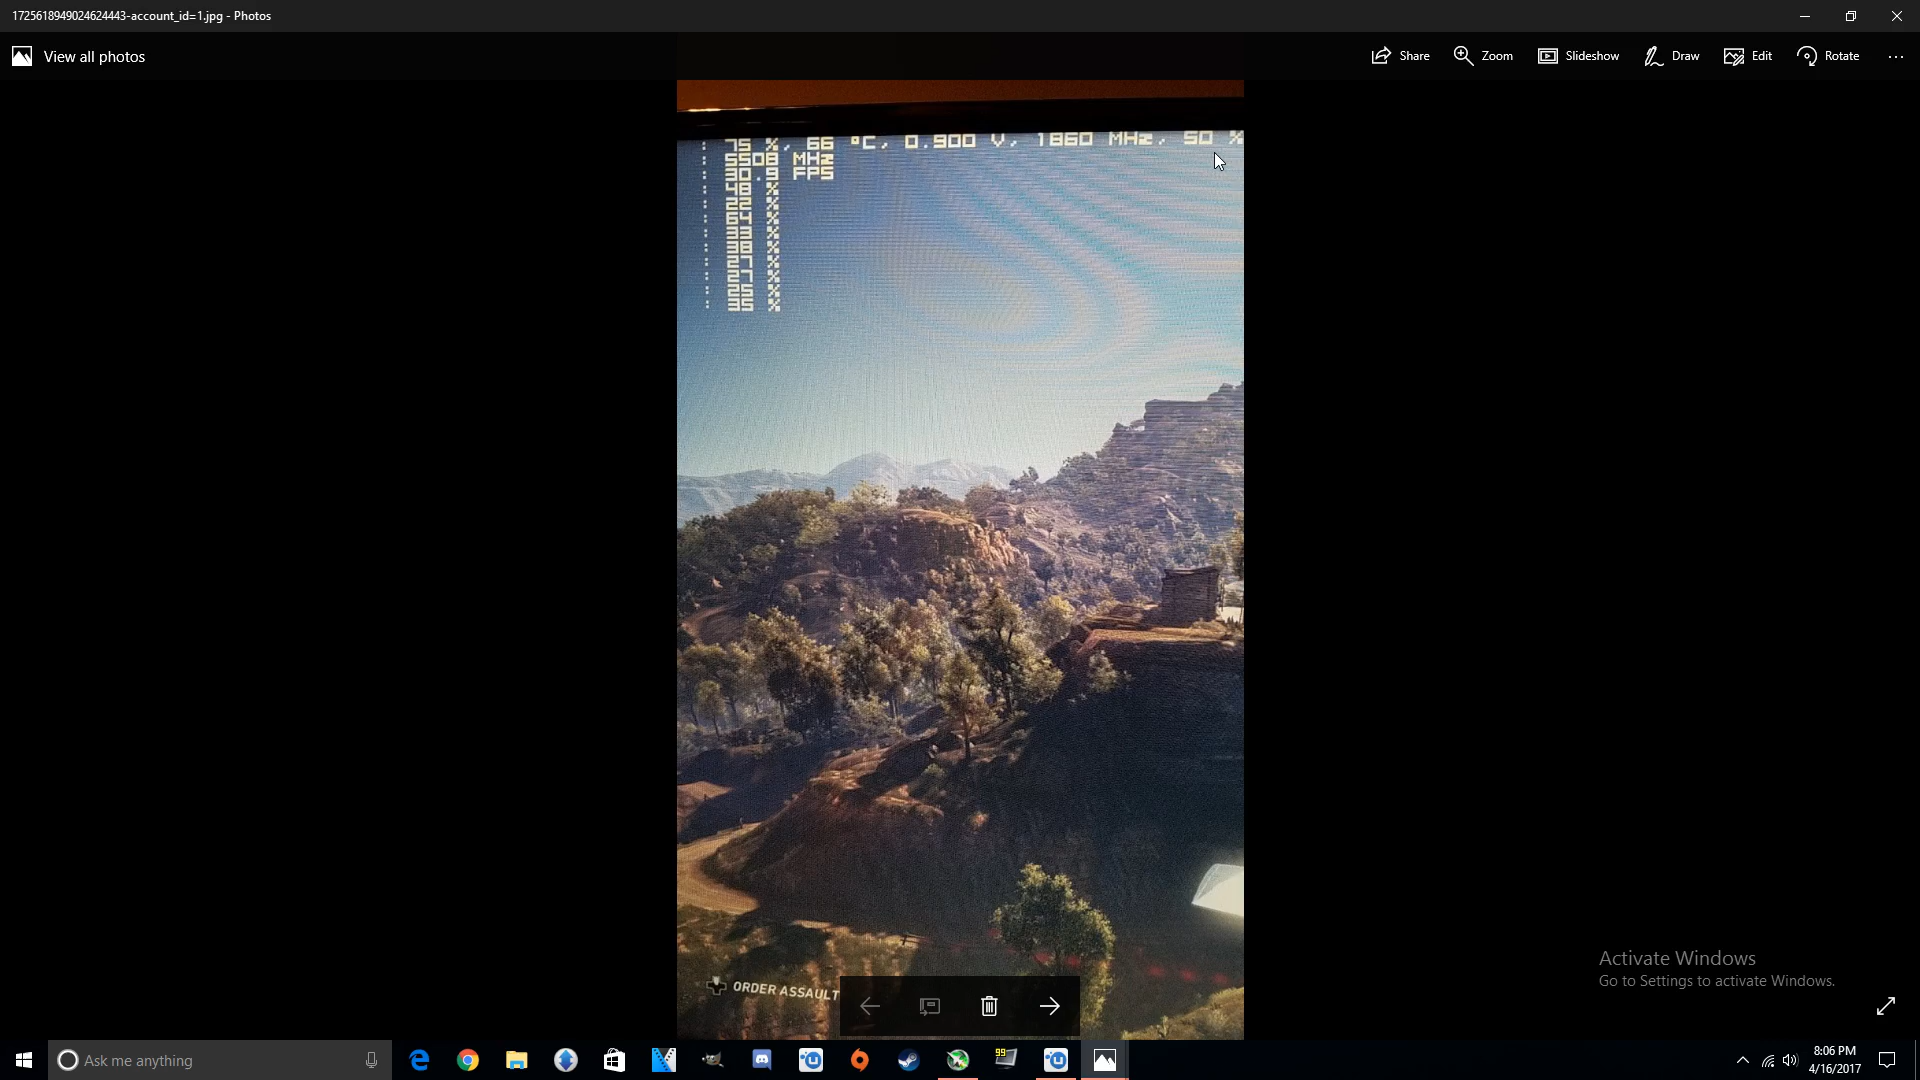 1725618949024624443-account_id=1.jpg - Photos
View all photos
Share Zoom Slideshow Draw Edit Rotate ...
: 75 %, 66 °C, 0.900 V, 1860 MHz, 50 %
: 5508 MHz
: 30.9 FPS
: 48 %
: 22 %
: 64 %
: 33 %
: 38 %
: 27 %
: 27 %
: 25 %
: 35 %
ORDER ASSAULT
Activate Windows
Go to Settings to activate Windows.
Ask me anything
99
8:06 PM
4/16/2017